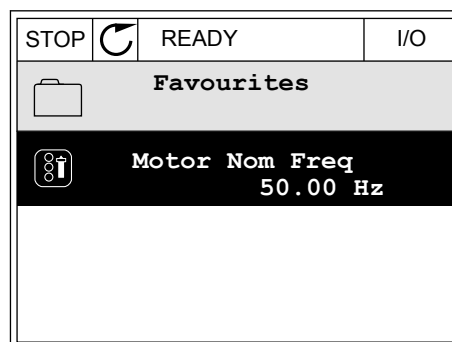 STOP READY I/O
Favourites
Motor Nom Freq
50.00 Hz